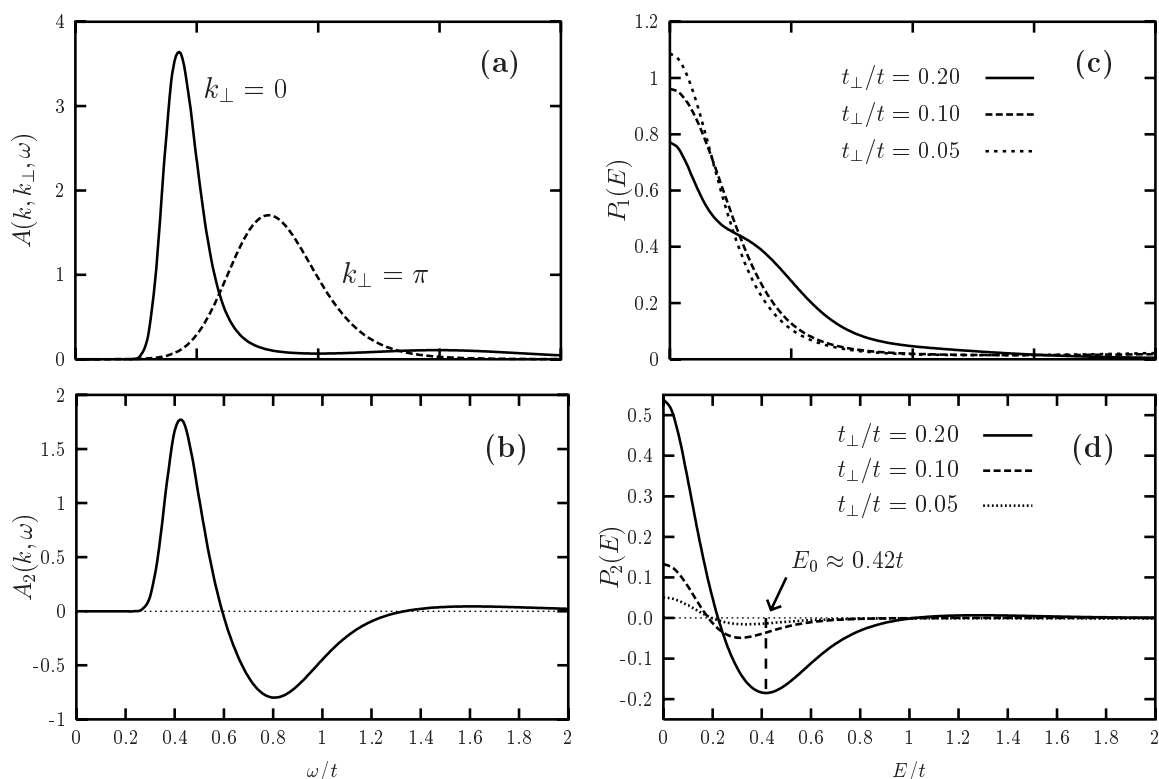 4
3
2
1
0
A(k, k⊥, ω)
(a)
k⊥ = 0
k⊥ = π
1.2
1
0.8
0.6
0.4
0.2
0
P₁(E)
(c)
t⊥/t = 0.20
t⊥/t = 0.10
t⊥/t = 0.05
2
1.5
1
0.5
0
-0.5
-1
A₂(k, ω)
(b)
0 0.2 0.4 0.6 0.8 1 1.2 1.4 1.6 1.8 2
ω/t
0.5
0.4
0.3
0.2
0.1
0.0
-0.1
-0.2
P₂(E)
(d)
t⊥/t = 0.20
t⊥/t = 0.10
t⊥/t = 0.05
E₀ ≈ 0.42t
0 0.2 0.4 0.6 0.8 1 1.2 1.4 1.6 1.8 2
E/t